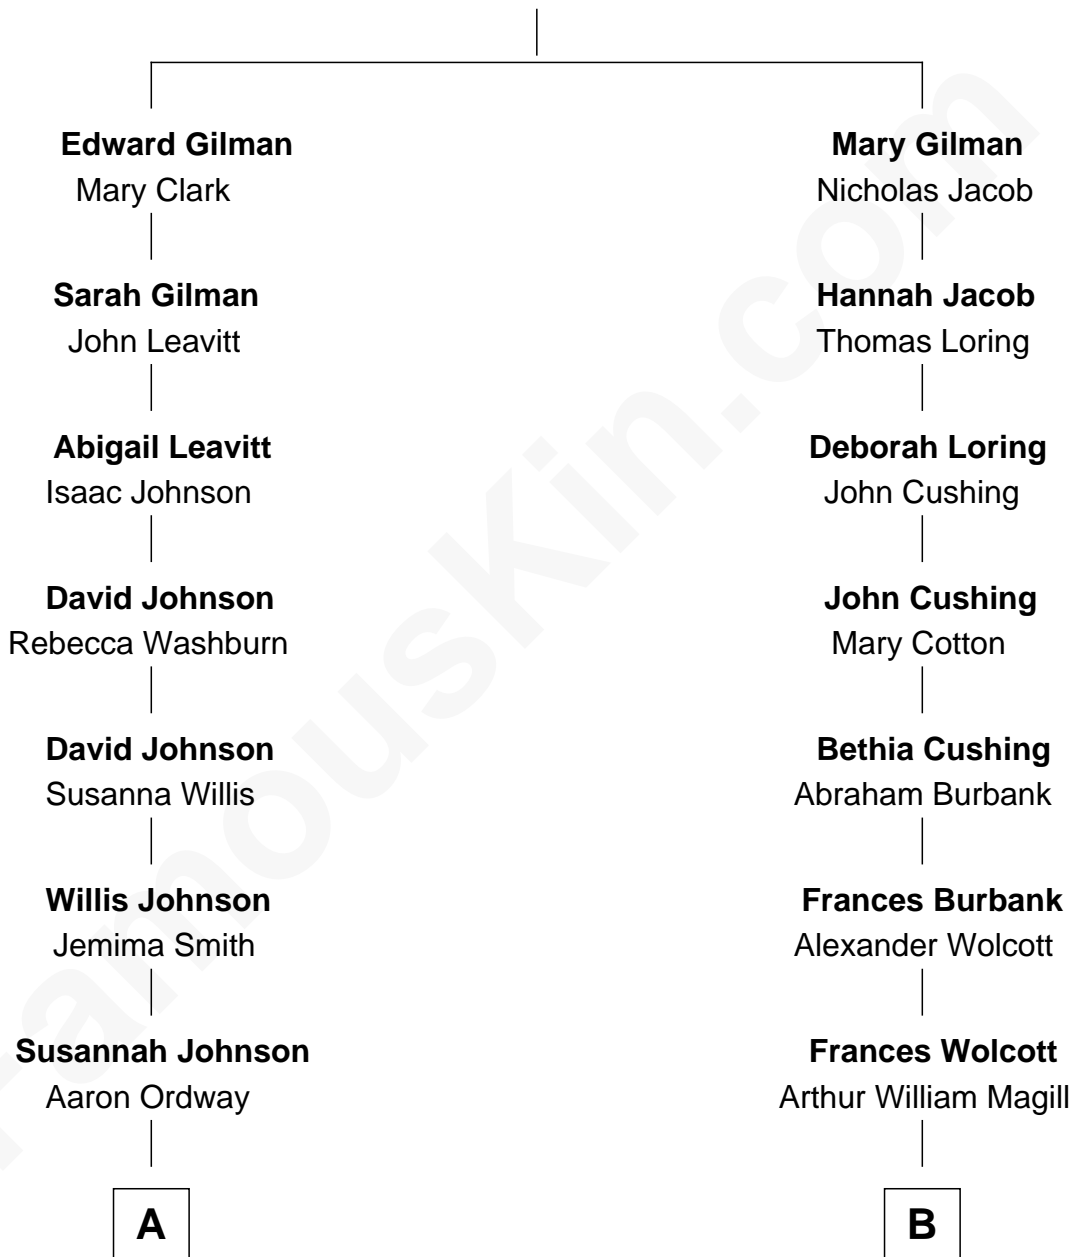 Edward Gilman
Mary Clark
Sarah Gilman
John Leavitt
Abigail Leavitt
Isaac Johnson
David Johnson
Rebecca Washburn
David Johnson
Susanna Willis
Willis Johnson
Jemima Smith
Susannah Johnson
Aaron Ordway
A
Mary Gilman
Nicholas Jacob
Hannah Jacob
Thomas Loring
Deborah Loring
John Cushing
John Cushing
Mary Cotton
Bethia Cushing
Abraham Burbank
Frances Burbank
Alexander Wolcott
Frances Wolcott
Arthur William Magill
B
FamousKin.com